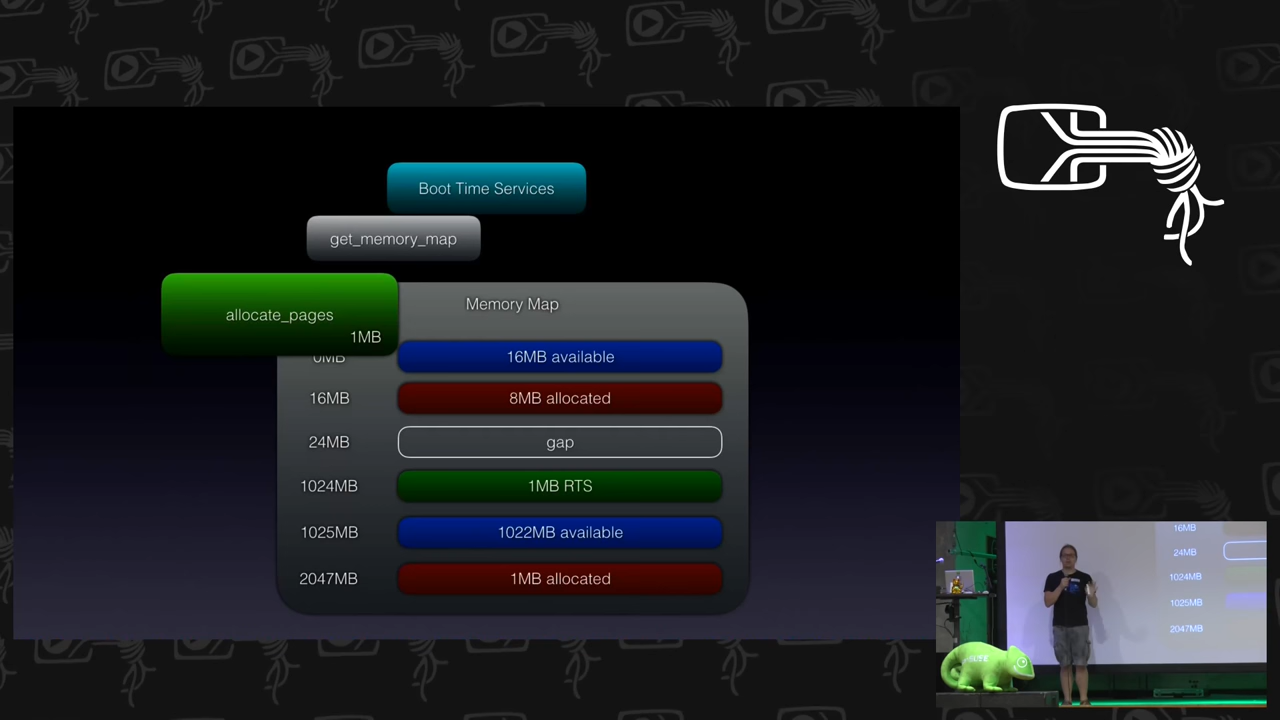 Boot Time Services
get_memory_map
allocate_pages
1MB
Memory Map
0MB 16MB available
16MB 8MB allocated
24MB gap
1024MB 1MB RTS
1025MB 1022MB available
2047MB 1MB allocated
16MB
24MB
1024MB
1025MB
2047MB